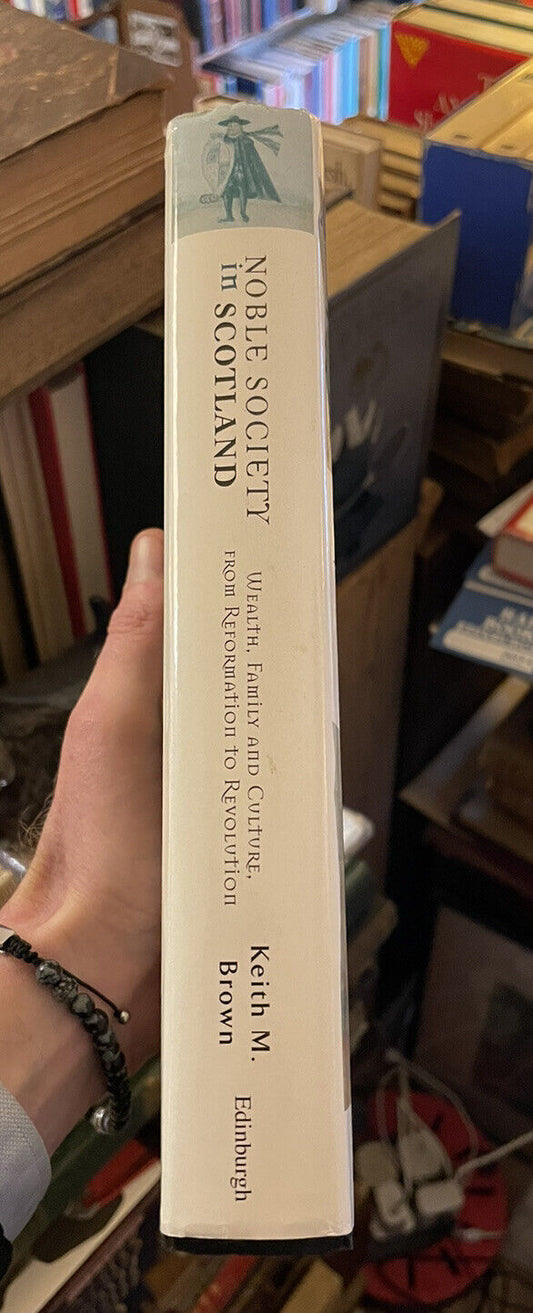 NOBLE SOCIETY
in SCOTLAND
WEALTH, FAMILY AND CULTURE,
FROM REFORMATION TO REVOLUTION
Keith M.
Brown
Edinburgh